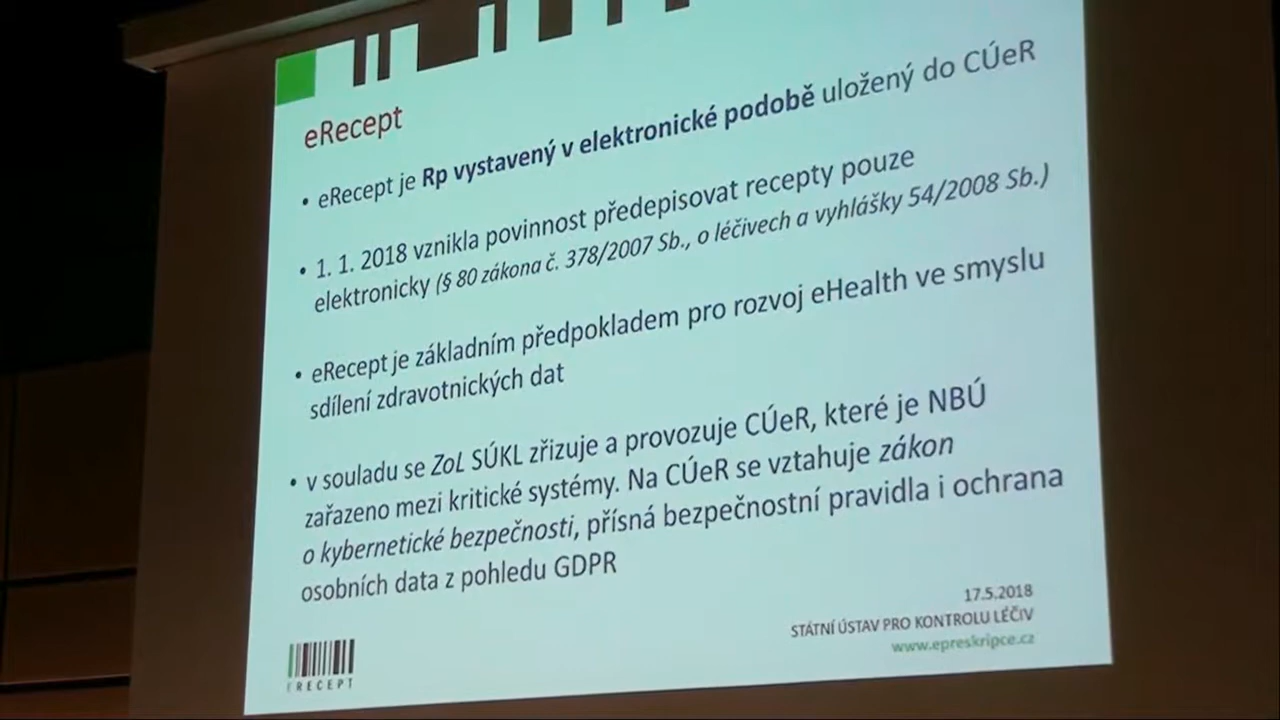 eRecept
• eRecept je Rp vystavený v elektronické podobě uložený do CÚeR
• 1. 1. 2018 vznikla povinnost předepisovat recepty pouze
elektronicky (§ 80 zákona č. 378/2007 Sb., o léčivech a vyhlášky 54/2008 Sb.)
• eRecept je základním předpokladem pro rozvoj eHealth ve smyslu
sdílení zdravotnických dat
• v souladu se ZoL SÚKL zřizuje a provozuje CÚeR, které je NBÚ
zařazeno mezi kritické systémy. Na CÚeR se vztahuje zákon
o kybernetické bezpečnosti, přísná bezpečnostní pravidla i ochrana
osobních data z pohledu GDPR
17.5.2018
STÁTNÍ ÚSTAV PRO KONTROLU LÉČIV
www.epreskripce.cz
ERECEPT